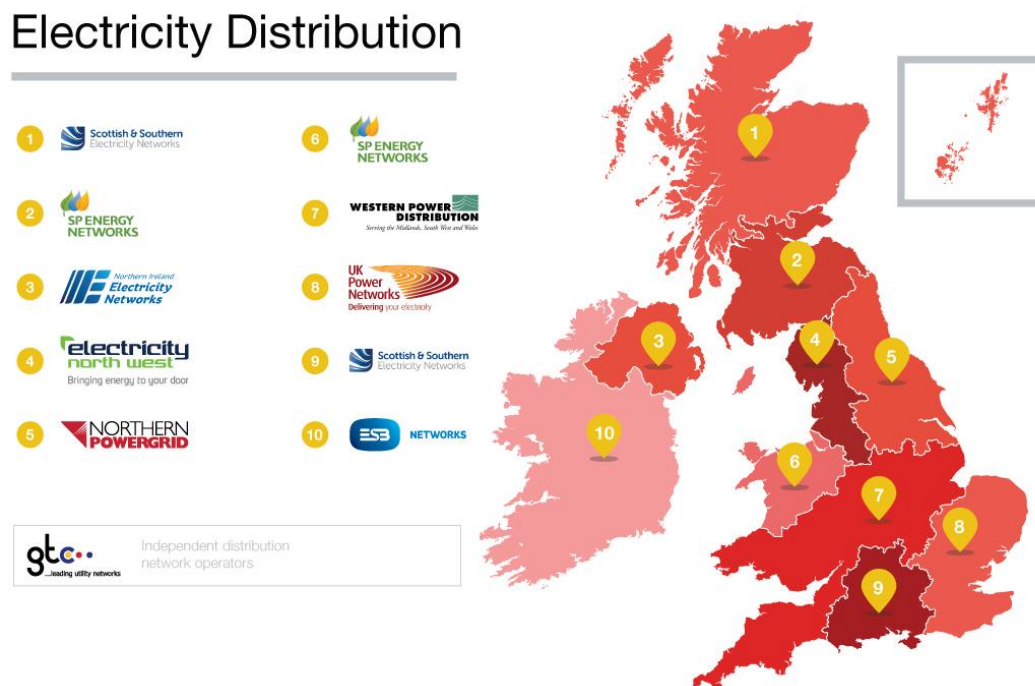 Electricity Distribution
1
Scottish & Southern
Electricity Networks
2
SP ENERGY
NETWORKS
3
Northern Ireland
Electricity
Networks
4
electricity
north west
Bringing energy to your door
5
NORTHERN
POWERGRID
6
SP ENERGY
NETWORKS
7
WESTERN POWER
DISTRIBUTION
Serving the Midlands, South West and Wales
8
UK
Power
Networks
Delivering your electricity
9
Scottish & Southern
Electricity Networks
10
ESB NETWORKS
gtc
...leading utility networks
Independent distribution
network operators
1
2
3
4
5
10
6
7
8
9